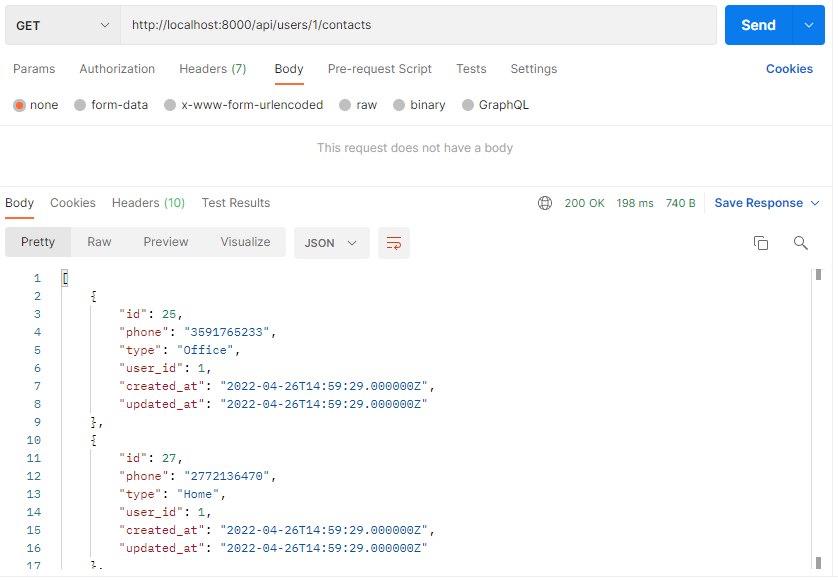 GET http://localhost:8000/api/users/1/contacts Send
Params Authorization Headers (7) Body Pre-request Script Tests Settings Cookies
none form-data x-www-form-urlencoded raw binary GraphQL
This request does not have a body
Body Cookies Headers (10) Test Results 200 OK 198 ms 740 B Save Response
Pretty Raw Preview Visualize JSON
1 [
2 {
3 "id": 25,
4 "phone": "3591765233",
5 "type": "Office",
6 "user_id": 1,
7 "created_at": "2022-04-26T14:59:29.000000Z",
8 "updated_at": "2022-04-26T14:59:29.000000Z"
9 },
10 {
11 "id": 27,
12 "phone": "2772136470",
13 "type": "Home",
14 "user_id": 1,
15 "created_at": "2022-04-26T14:59:29.000000Z",
16 "updated_at": "2022-04-26T14:59:29.000000Z"
17 },